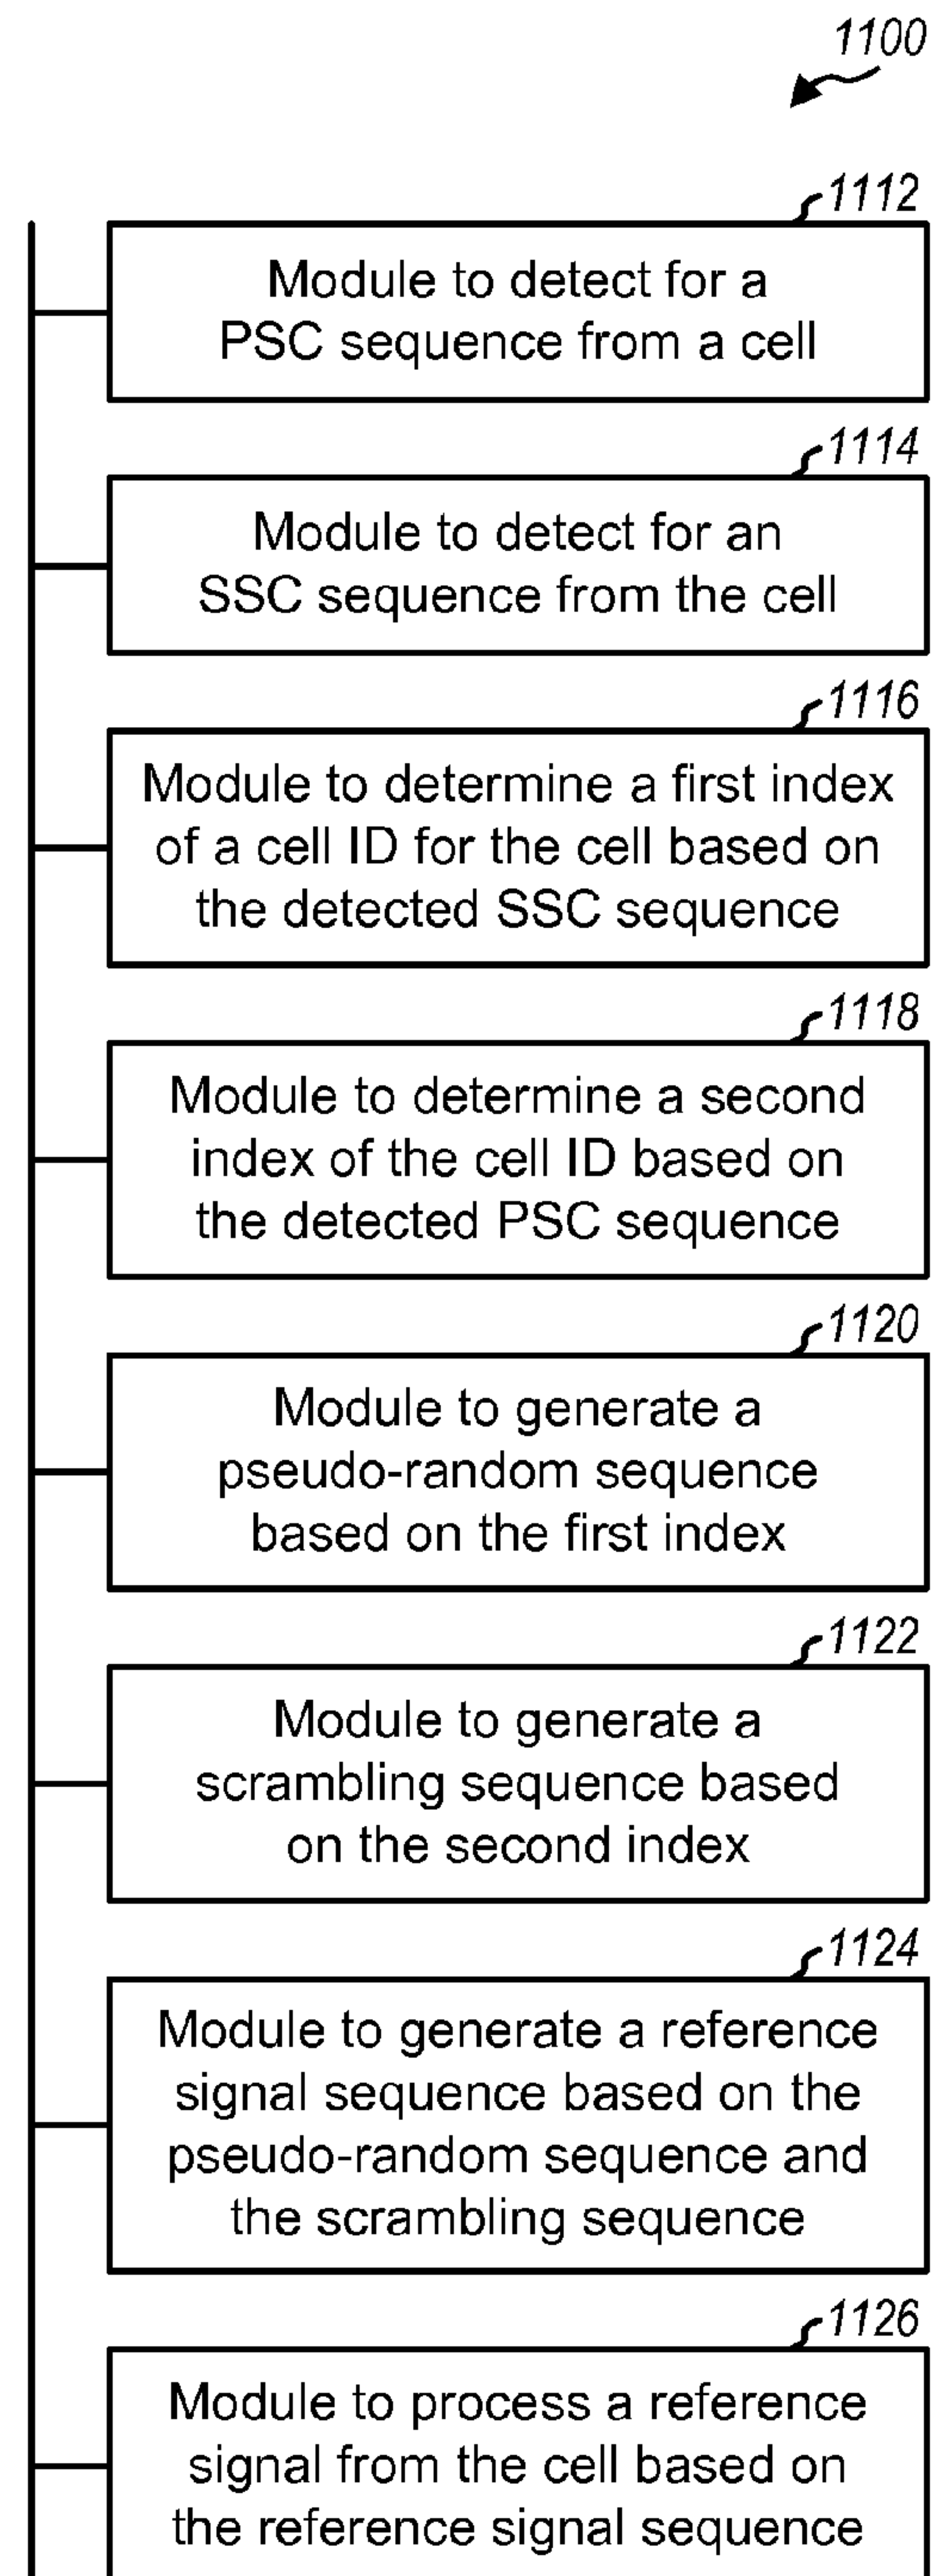 1100
1112
Module to detect for a
PSC sequence from a cell
1114
Module to detect for an
SSC sequence from the cell
1116
Module to determine a first index
of a cell ID for the cell based on
the detected SSC sequence
1118
Module to determine a second
index of the cell ID based on
the detected PSC sequence
1120
Module to generate a
pseudo-random sequence
based on the first index
1122
Module to generate a
scrambling sequence based
on the second index
1124
Module to generate a reference
signal sequence based on the
pseudo-random sequence and
the scrambling sequence
1126
Module to process a reference
signal from the cell based on
the reference signal sequence